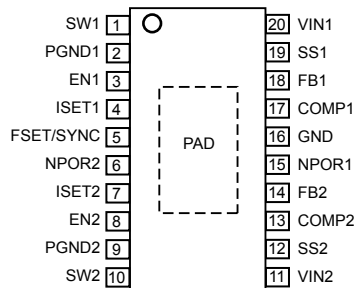 SW1 1 20 VIN1
PGND1 2 19 SS1
EN1 3 18 FB1
ISET1 4 17 COMP1
FSET/SYNC 5 PAD 16 GND
NPOR2 6 15 NPOR1
ISET2 7 14 FB2
EN2 8 13 COMP2
PGND2 9 12 SS2
SW2 10 11 VIN2